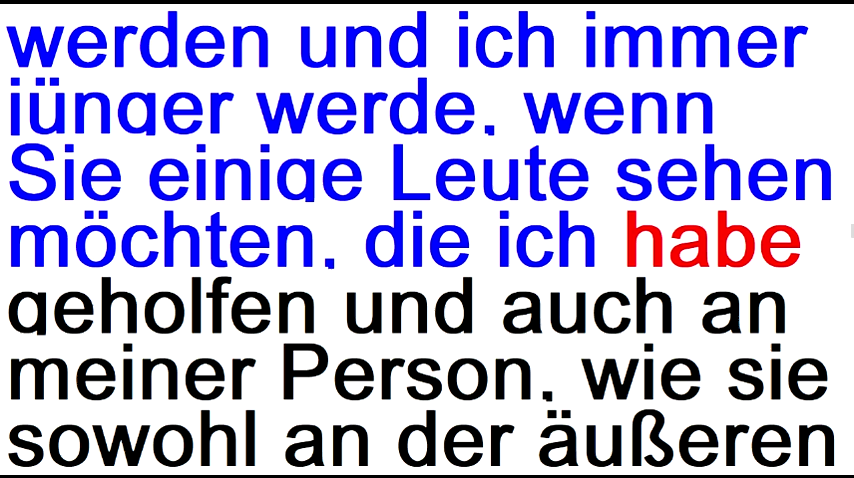 werden und ich immer
jünger werde, wenn
Sie einige Leute sehen
möchten, die ich habe
geholfen und auch an
meiner Person, wie sie
sowohl an der äußeren